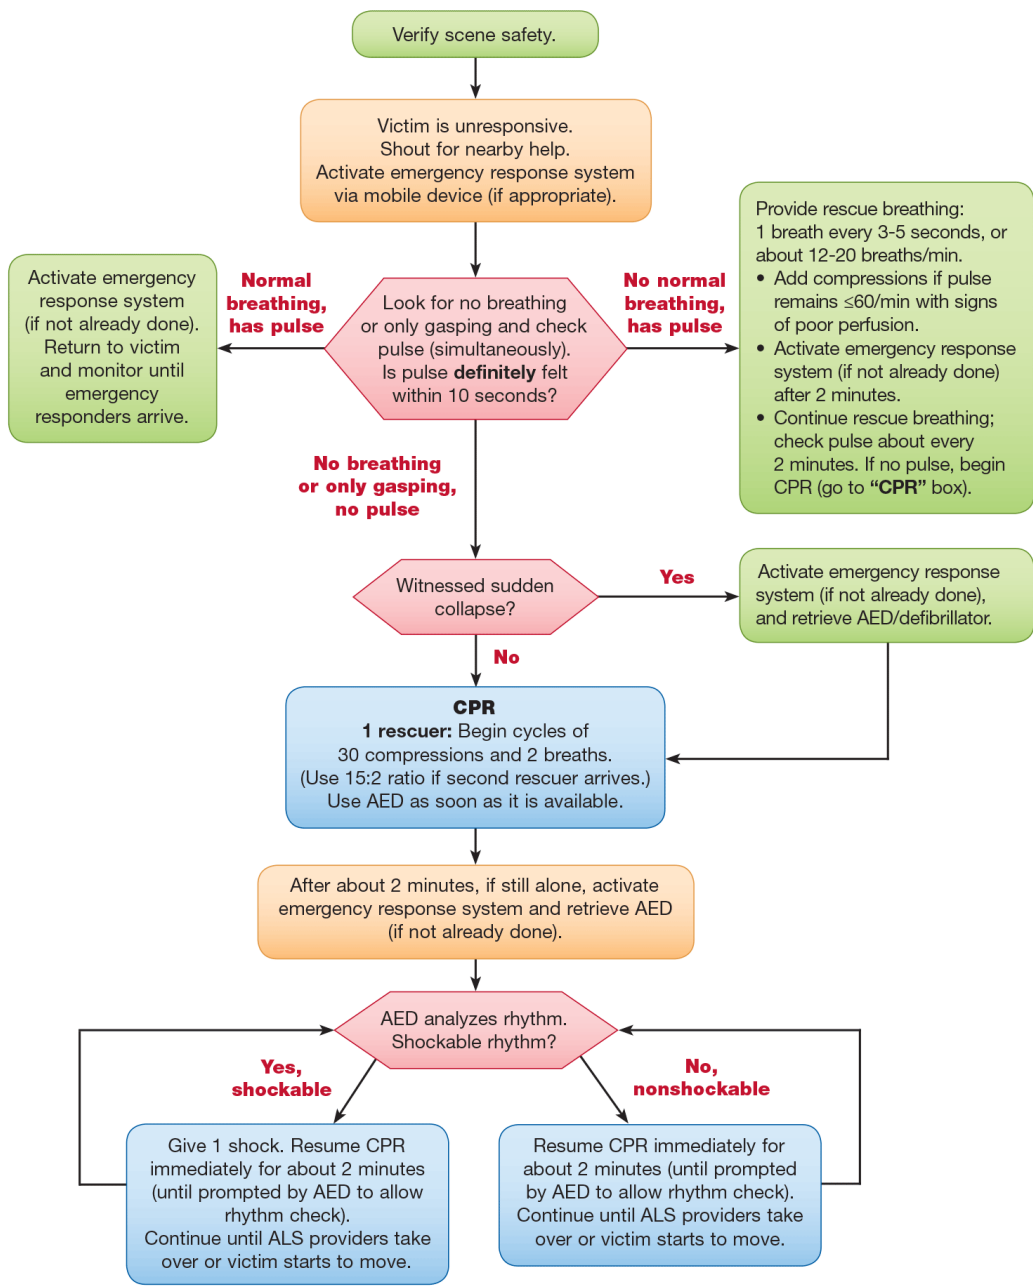 Verify scene safety.
Victim is unresponsive.
Shout for nearby help.
Activate emergency response system
via mobile device (if appropriate).
Look for no breathing
or only gasping and check
pulse (simultaneously).
Is pulse definitely felt
within 10 seconds?
Normal
breathing,
has pulse
Activate emergency
response system
(if not already done).
Return to victim
and monitor until
emergency
responders arrive.
No normal
breathing,
has pulse
Provide rescue breathing:
1 breath every 3-5 seconds, or
about 12-20 breaths/min.
• Add compressions if pulse
remains ≤60/min with signs
of poor perfusion.
• Activate emergency response
system (if not already done)
after 2 minutes.
• Continue rescue breathing;
check pulse about every
2 minutes. If no pulse, begin
CPR (go to “CPR” box).
No breathing
or only gasping,
no pulse
Witnessed sudden
collapse?
Yes
Activate emergency response
system (if not already done),
and retrieve AED/defibrillator.
No
CPR
1 rescuer: Begin cycles of
30 compressions and 2 breaths.
(Use 15:2 ratio if second rescuer arrives.)
Use AED as soon as it is available.
After about 2 minutes, if still alone, activate
emergency response system and retrieve AED
(if not already done).
AED analyzes rhythm.
Shockable rhythm?
Yes,
shockable
Give 1 shock. Resume CPR
immediately for about 2 minutes
(until prompted by AED to allow
rhythm check).
Continue until ALS providers take
over or victim starts to move.
No,
nonshockable
Resume CPR immediately for
about 2 minutes (until prompted
by AED to allow rhythm check).
Continue until ALS providers take
over or victim starts to move.